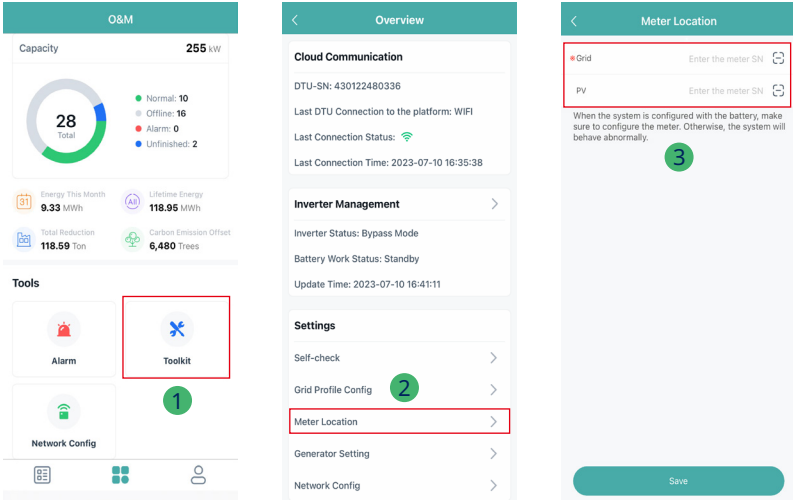 O&M
Capacity
255 kW
28
Total
Normal: 10
Offline: 16
Alarm: 0
Unfinished: 2
31
Energy This Month
9.33 MWh
All
Lifetime Energy
118.95 MWh
Total Reduction
118.59 Ton
Carbon Emission Offset
6,480 Trees
Tools
Alarm
Toolkit
1
Network Config
Overview
Cloud Communication
DTU-SN: 430122480336
Last DTU Connection to the platform: WIFI
Last Connection Status:
Last Connection Time: 2023-07-10 16:35:38
Inverter Management
Inverter Status: Bypass Mode
Battery Work Status: Standby
Update Time: 2023-07-10 16:41:11
Settings
Self-check
Grid Profile Config
2
Meter Location
Generator Setting
Network Config
Meter Location
※Grid
Enter the meter SN
PV
Enter the meter SN
When the system is configured with the battery, make
sure to configure the meter. Otherwise, the system will
behave abnormally.
3
Save